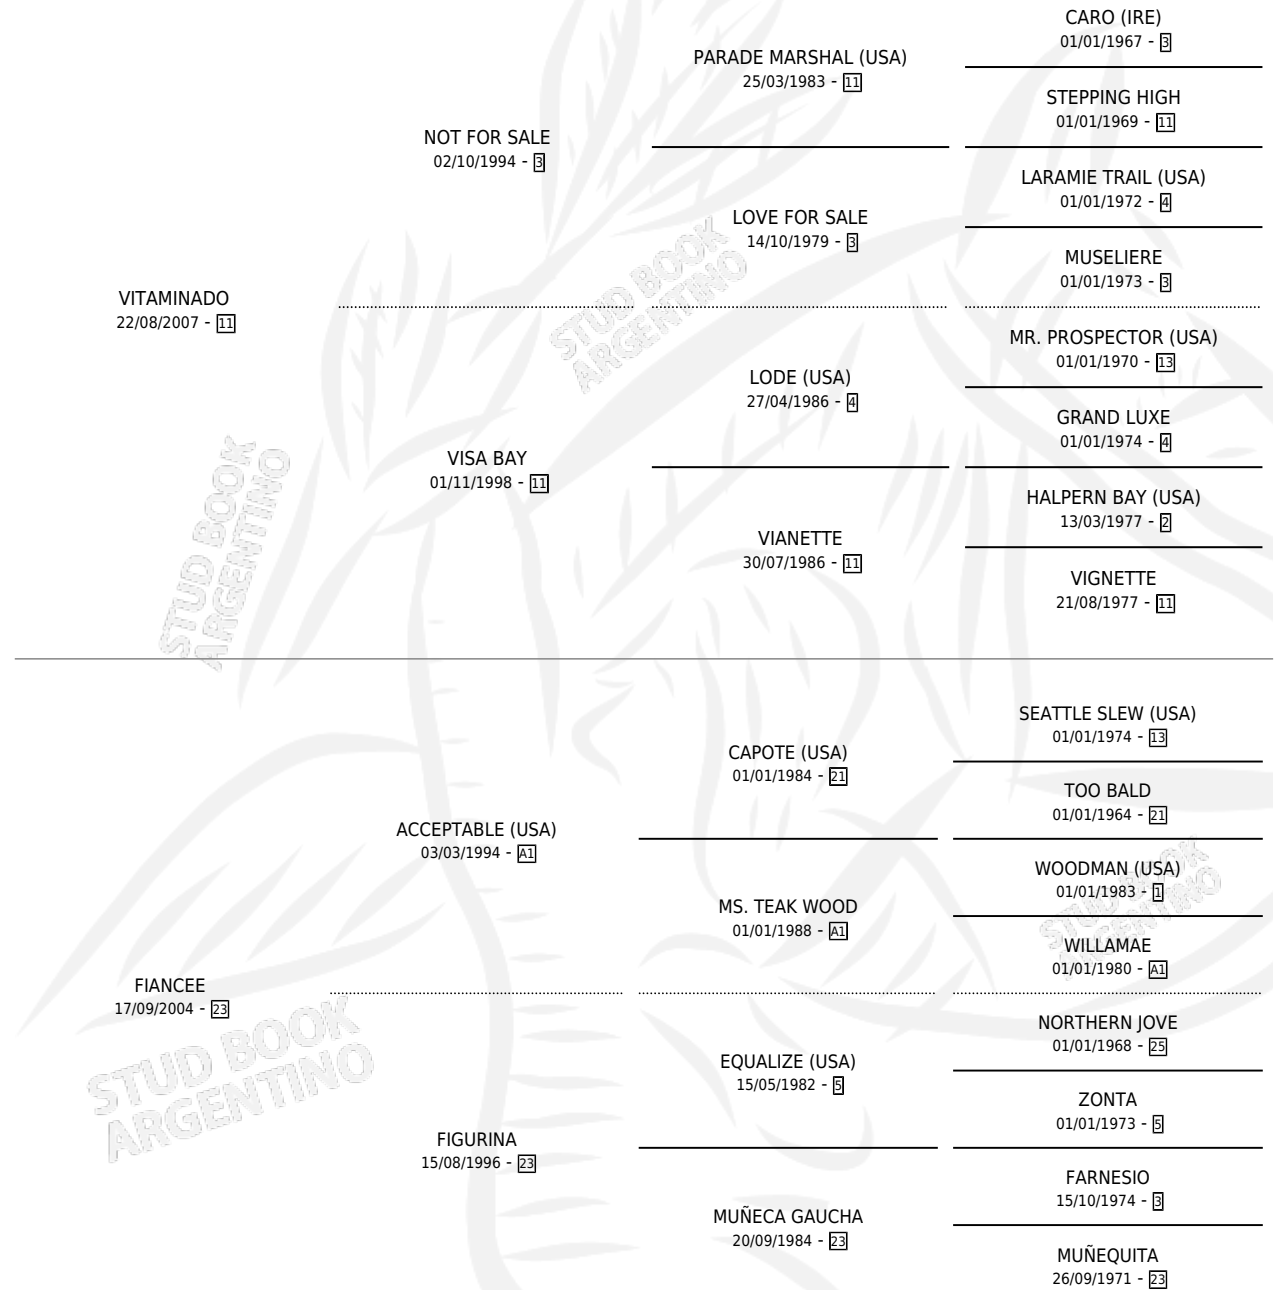 CARO (IRE)
01/01/1967 - 3
PARADE MARSHAL (USA)
25/03/1983 - 11
STEPPING HIGH
01/01/1969 - 11
NOT FOR SALE
02/10/1994 - 3
LARAMIE TRAIL (USA)
01/01/1972 - 4
LOVE FOR SALE
14/10/1979 - 3
MUSELIERE
01/01/1973 - 3
VITAMINADO
22/08/2007 - 11
STUD BOOK
ARGENTINO
MR. PROSPECTOR (USA)
01/01/1970 - 13
LODE (USA)
27/04/1986 - 4
GRAND LUXE
01/01/1974 - 4
VISA BAY
01/11/1998 - 11
HALPERN BAY (USA)
13/03/1977 - 2
VIANETTE
30/07/1986 - 11
VIGNETTE
21/08/1977 - 11
STUD BOOK
ARGENTINO
SEATTLE SLEW (USA)
01/01/1974 - 13
CAPOTE (USA)
01/01/1984 - 21
TOO BALD
01/01/1964 - 21
ACCEPTABLE (USA)
03/03/1994 - A1
WOODMAN (USA)
01/01/1983 - 1
MS. TEAK WOOD
01/01/1988 - A1
STUD BOOK
ARGENTINO
WILLAMAE
01/01/1980 - A1
FIANCEE
17/09/2004 - 23
STUD BOOK
ARGENTINO
NORTHERN JOVE
01/01/1968 - 25
EQUALIZE (USA)
15/05/1982 - 5
ZONTA
01/01/1973 - 5
FIGURINA
15/08/1996 - 23
FARNESIO
15/10/1974 - 3
MUÑECA GAUCHA
20/09/1984 - 23
MUÑEQUITA
26/09/1971 - 23